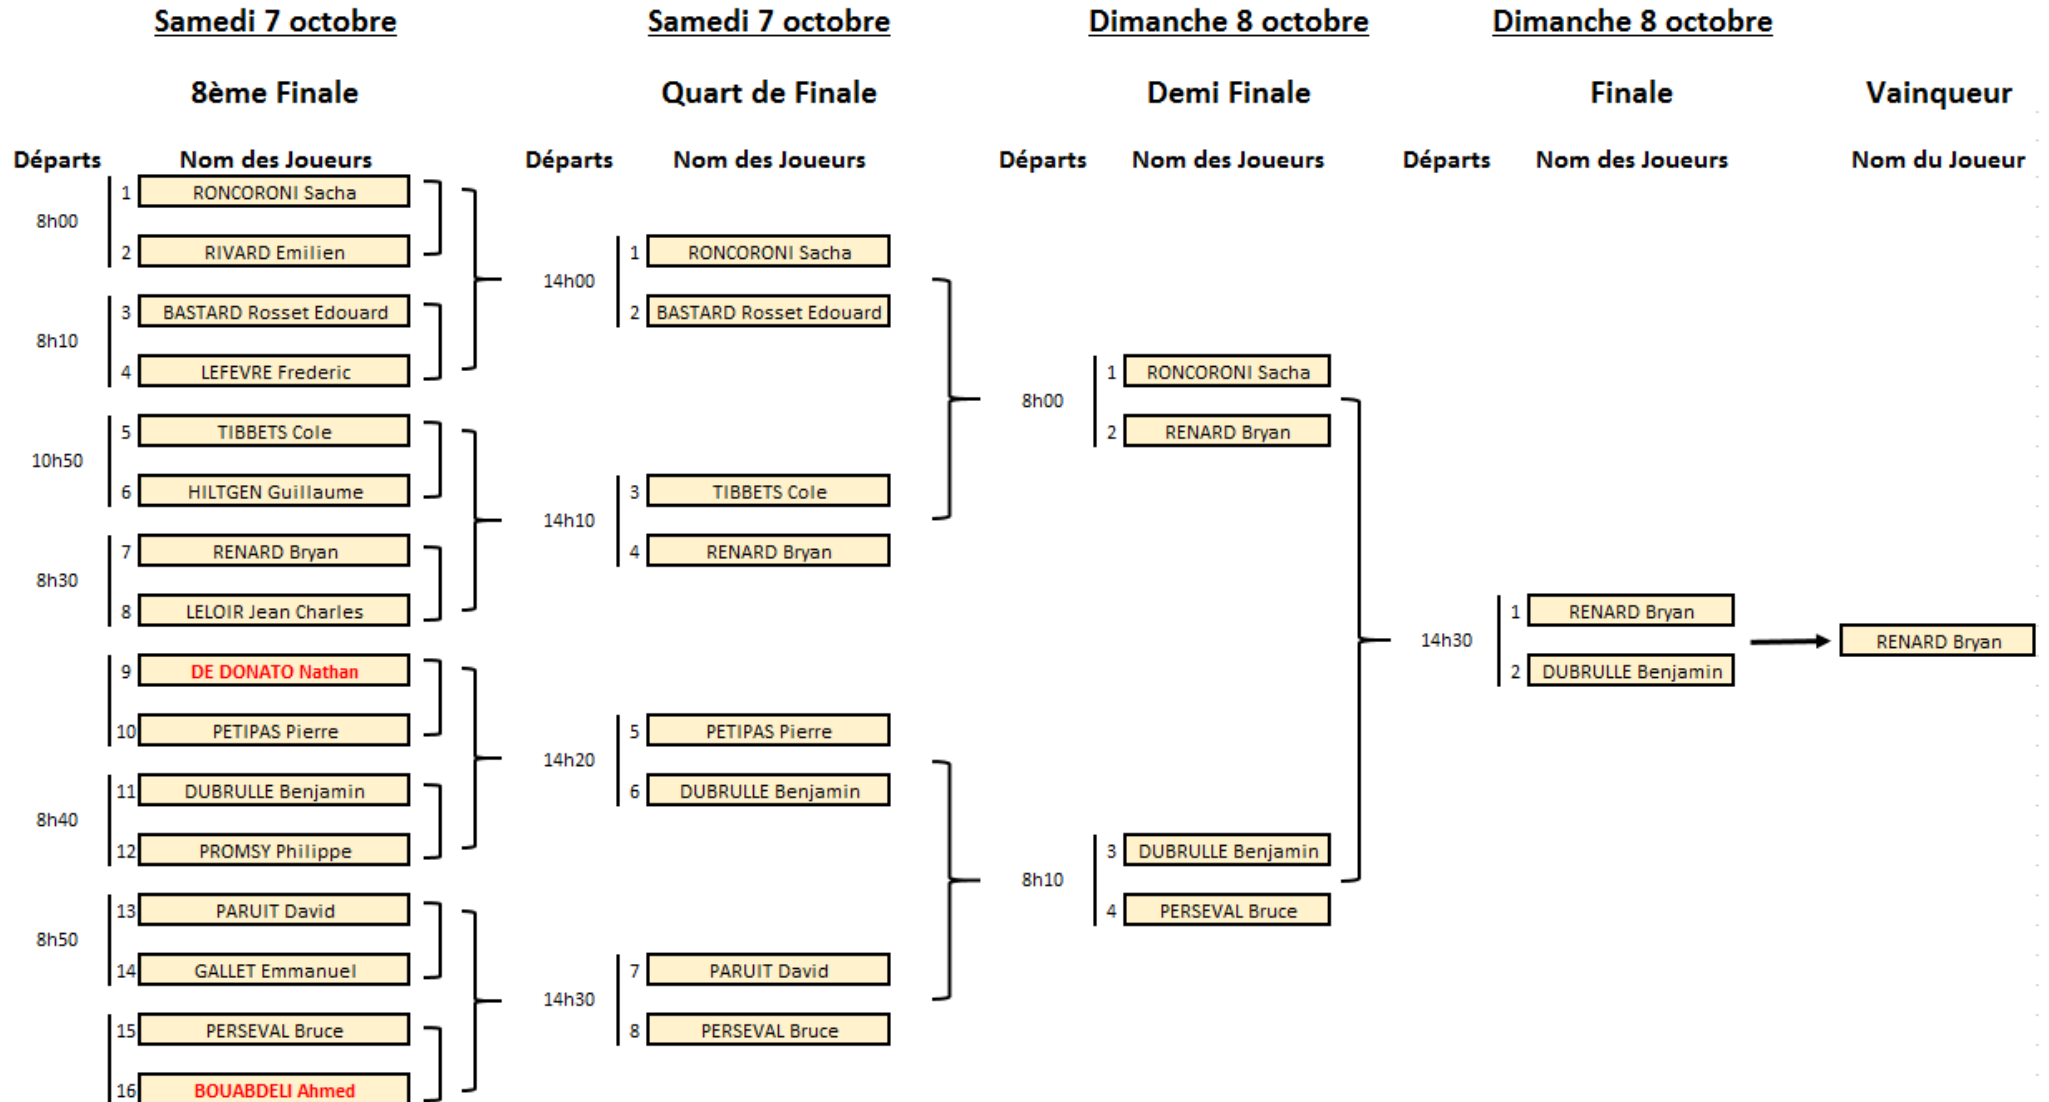 Samedi 7 octobre
Samedi 7 octobre
Dimanche 8 octobre
Dimanche 8 octobre
8ème Finale
Quart de Finale
Demi Finale
Finale
Vainqueur
Départs
Nom des Joueurs
Départs
Nom des Joueurs
Départs
Nom des Joueurs
Départs
Nom des Joueurs
Nom du Joueur
8h00
1 RONCORONI Sacha
2 RIVARD Emilien
8h10
3 BASTARD Rosset Edouard
4 LEFEVRE Frederic
10h50
5 TIBBETS Cole
6 HILTGEN Guillaume
8h30
7 RENARD Bryan
8 LELOIR Jean Charles
9 DE DONATO Nathan
10 PETIPAS Pierre
8h40
11 DUBRULLE Benjamin
12 PROMSY Philippe
8h50
13 PARUIT David
14 GALLET Emmanuel
15 PERSEVAL Bruce
16 BOUABDELI Ahmed
14h00
1 RONCORONI Sacha
2 BASTARD Rosset Edouard
14h10
3 TIBBETS Cole
4 RENARD Bryan
14h20
5 PETIPAS Pierre
6 DUBRULLE Benjamin
14h30
7 PARUIT David
8 PERSEVAL Bruce
8h00
1 RONCORONI Sacha
2 RENARD Bryan
8h10
3 DUBRULLE Benjamin
4 PERSEVAL Bruce
14h30
1 RENARD Bryan
2 DUBRULLE Benjamin
RENARD Bryan